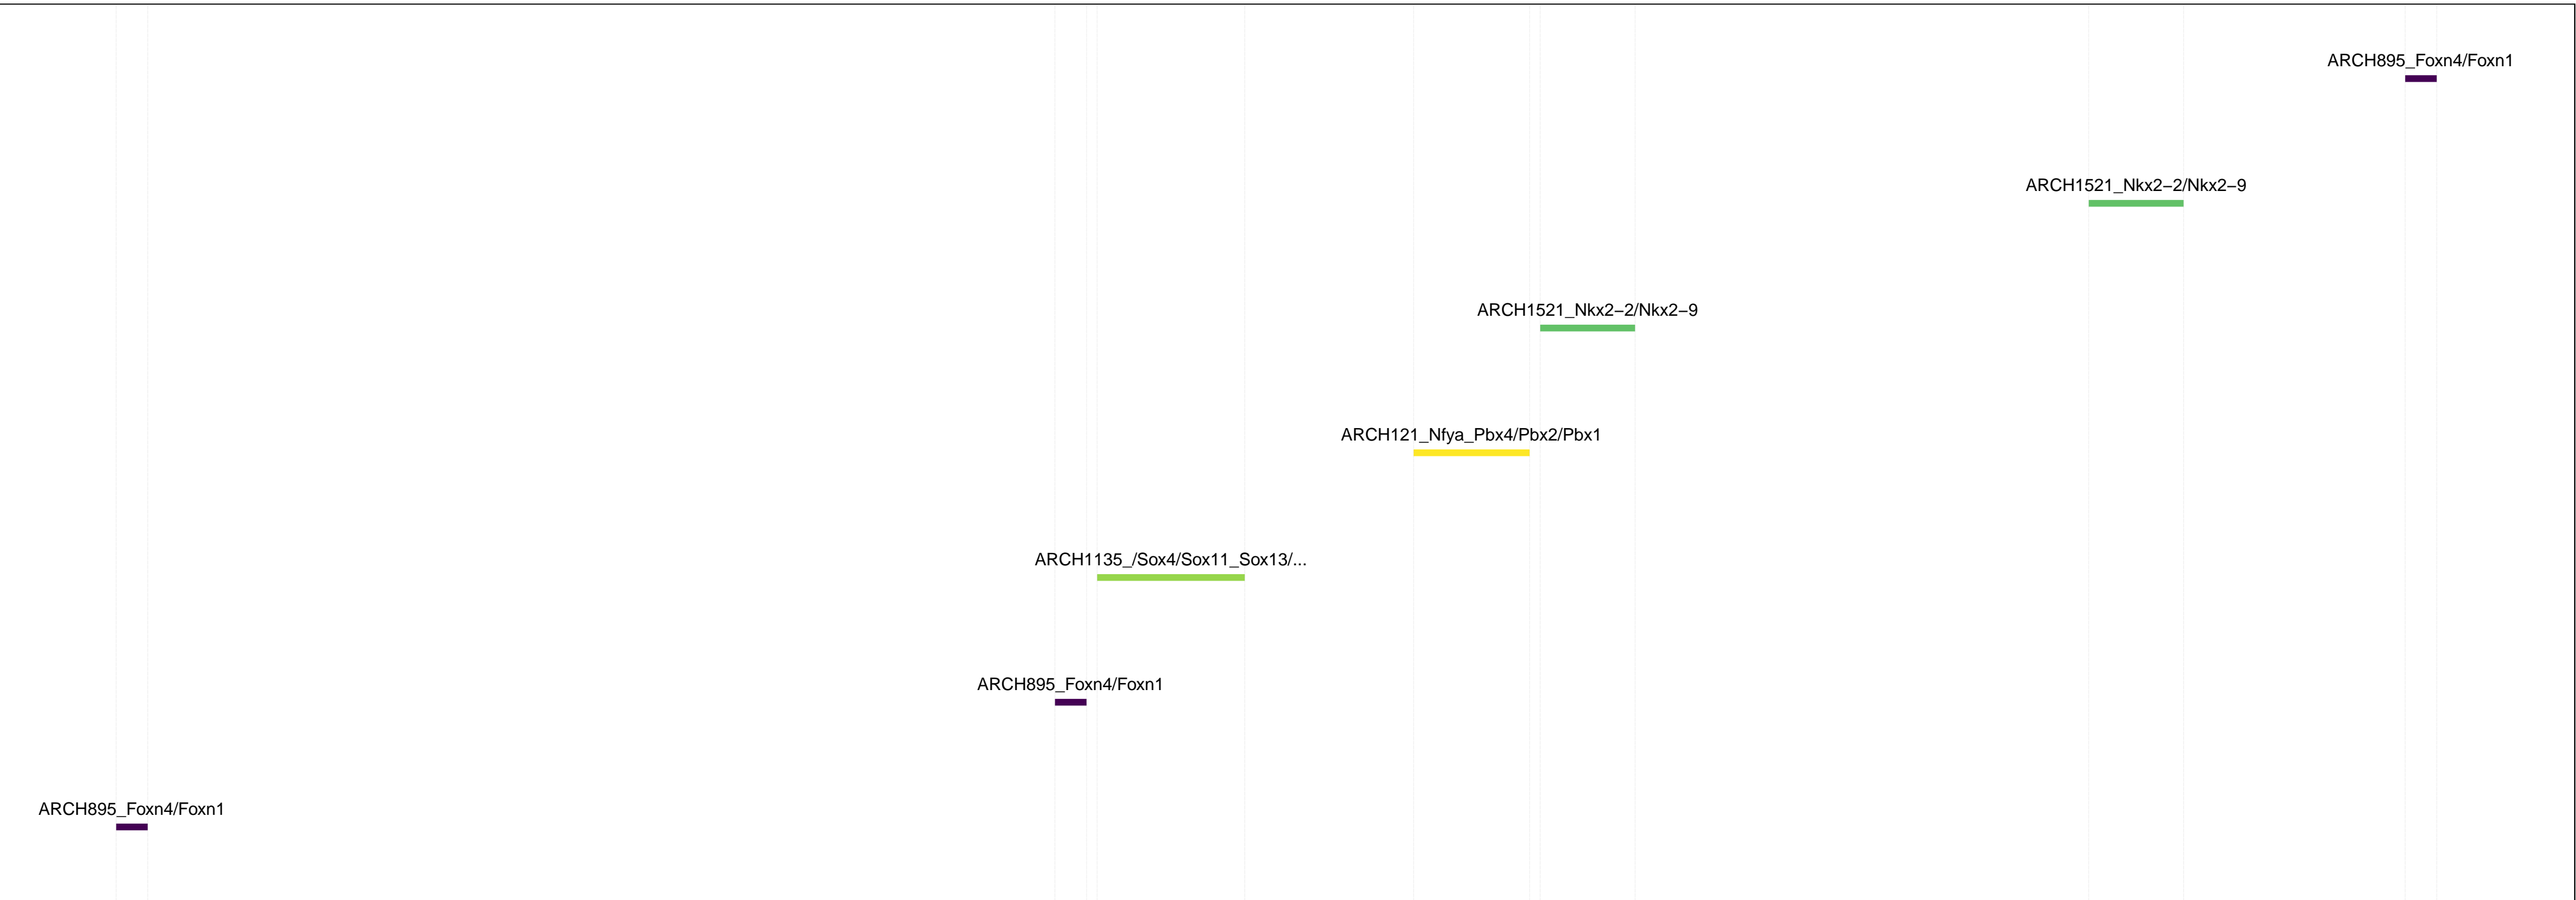 ARCH895_Foxn4/Foxn1
ARCH1521_Nkx2−2/Nkx2−9
ARCH1521_Nkx2−2/Nkx2−9
ARCH121_Nfya_Pbx4/Pbx2/Pbx1
ARCH1135_/Sox4/Sox11_Sox13/...
ARCH895_Foxn4/Foxn1
ARCH895_Foxn4/Foxn1